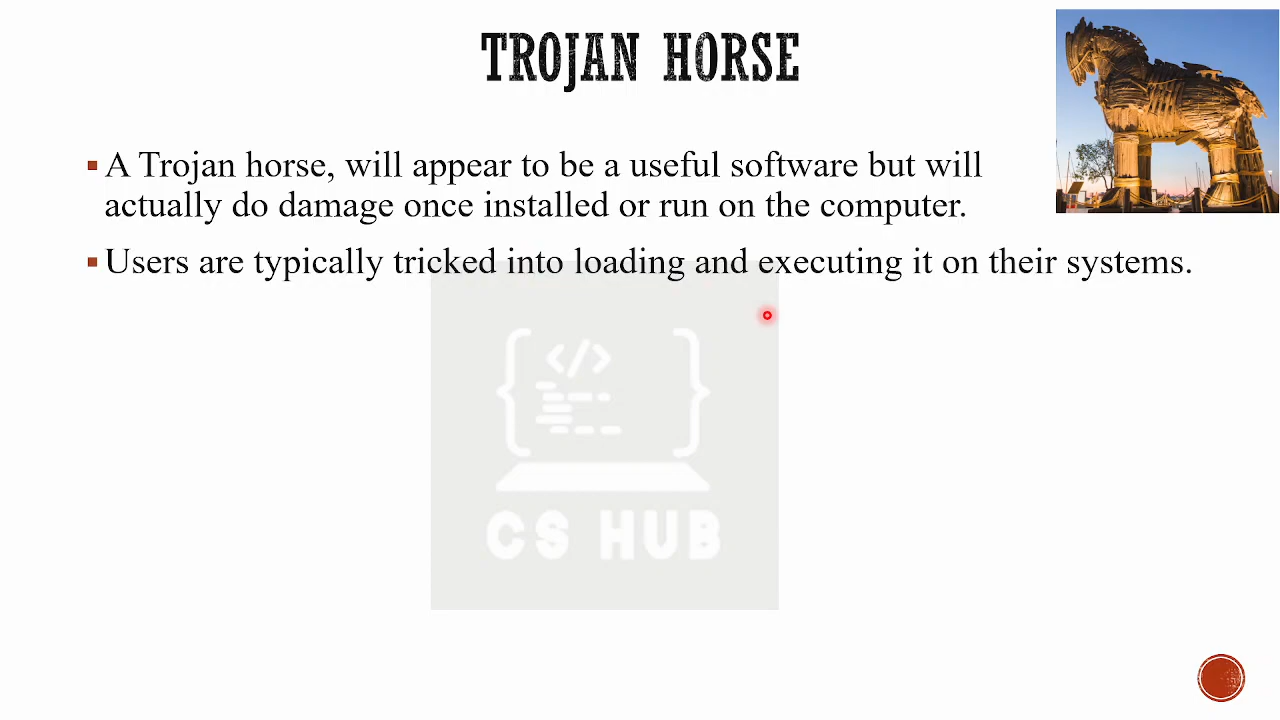 TROJAN HORSE
▪ A Trojan horse, will appear to be a useful software but will
actually do damage once installed or run on the computer.
▪ Users are typically tricked into loading and executing it on their systems.
</>
CS HUB